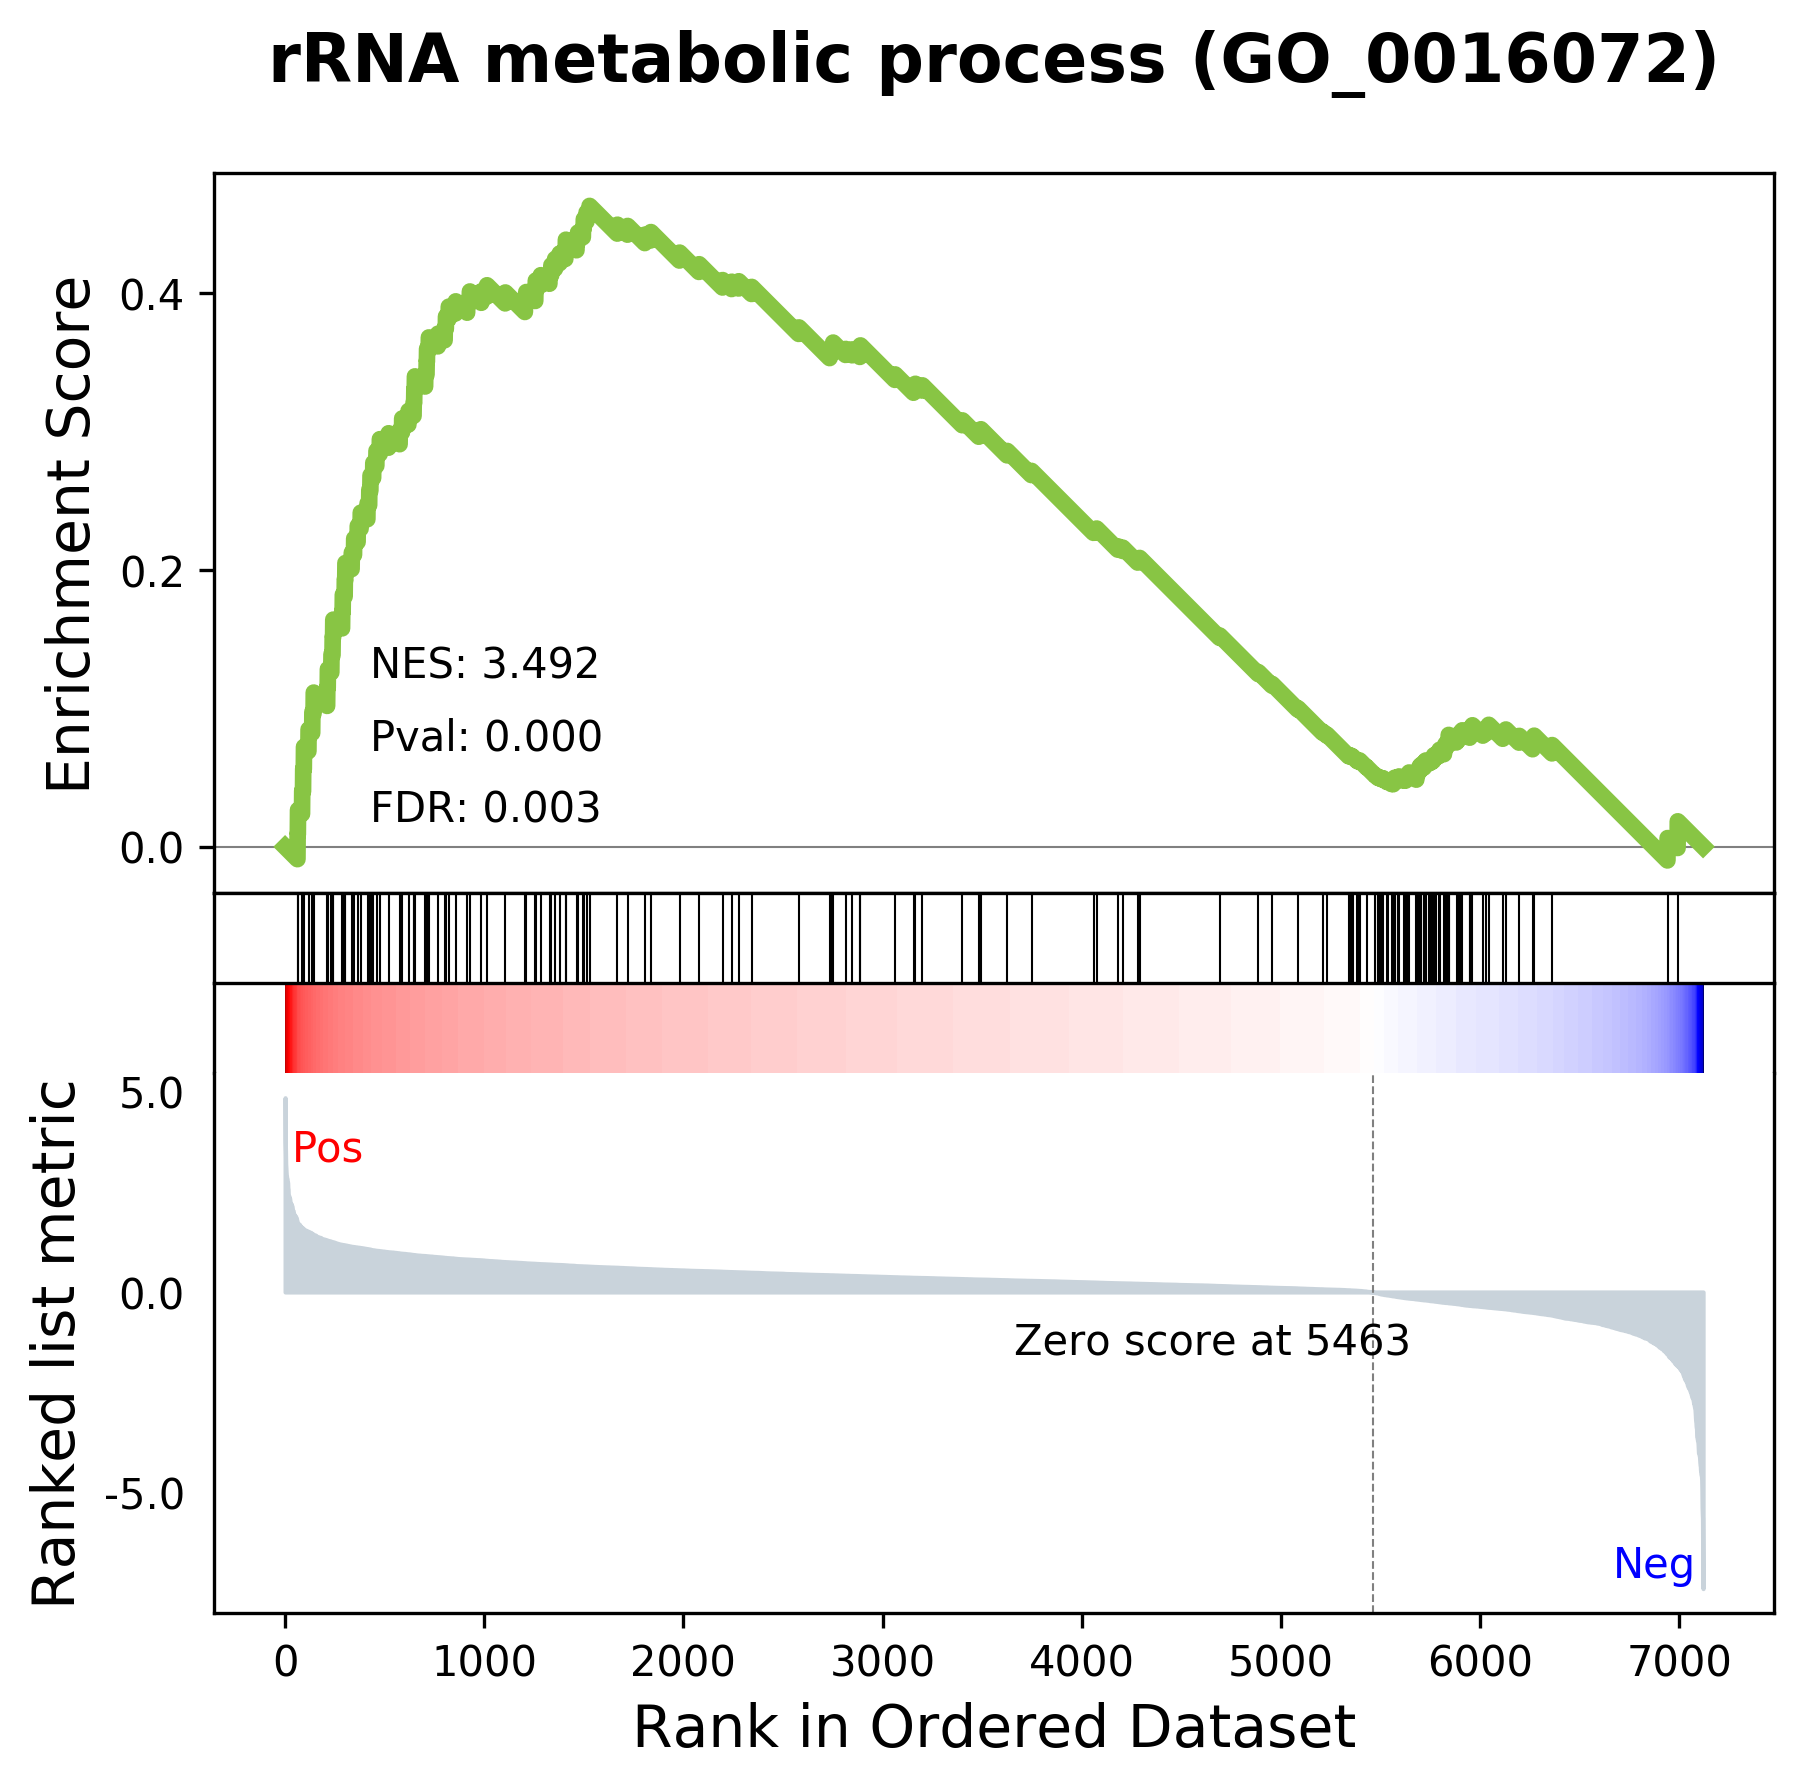 rRNA metabolic process (GO_0016072)
Enrichment Score
0.4
0.2
0.0
NES: 3.492
Pval: 0.000
FDR: 0.003
Ranked list metric
5.0
0.0
-5.0
Pos
Zero score at 5463
Neg
0 1000 2000 3000 4000 5000 6000 7000
Rank in Ordered Dataset